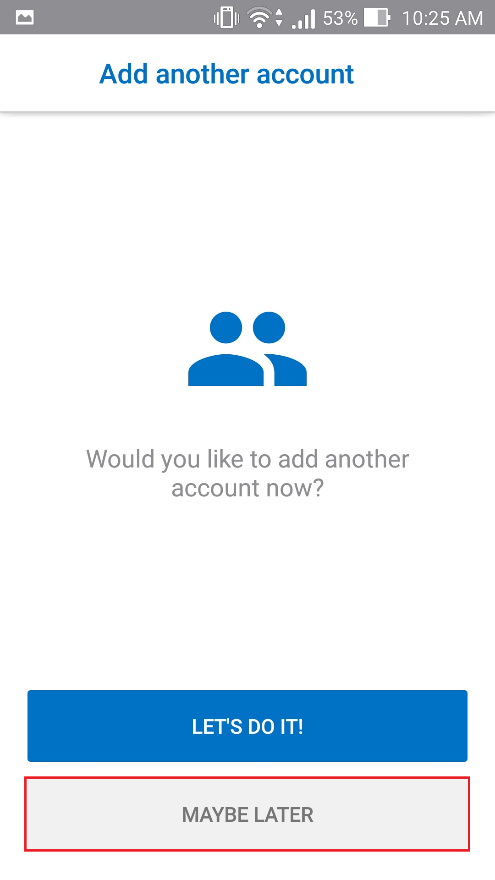 53% 10:25 AM
Add another account
Would you like to add another
account now?
LET'S DO IT!
MAYBE LATER